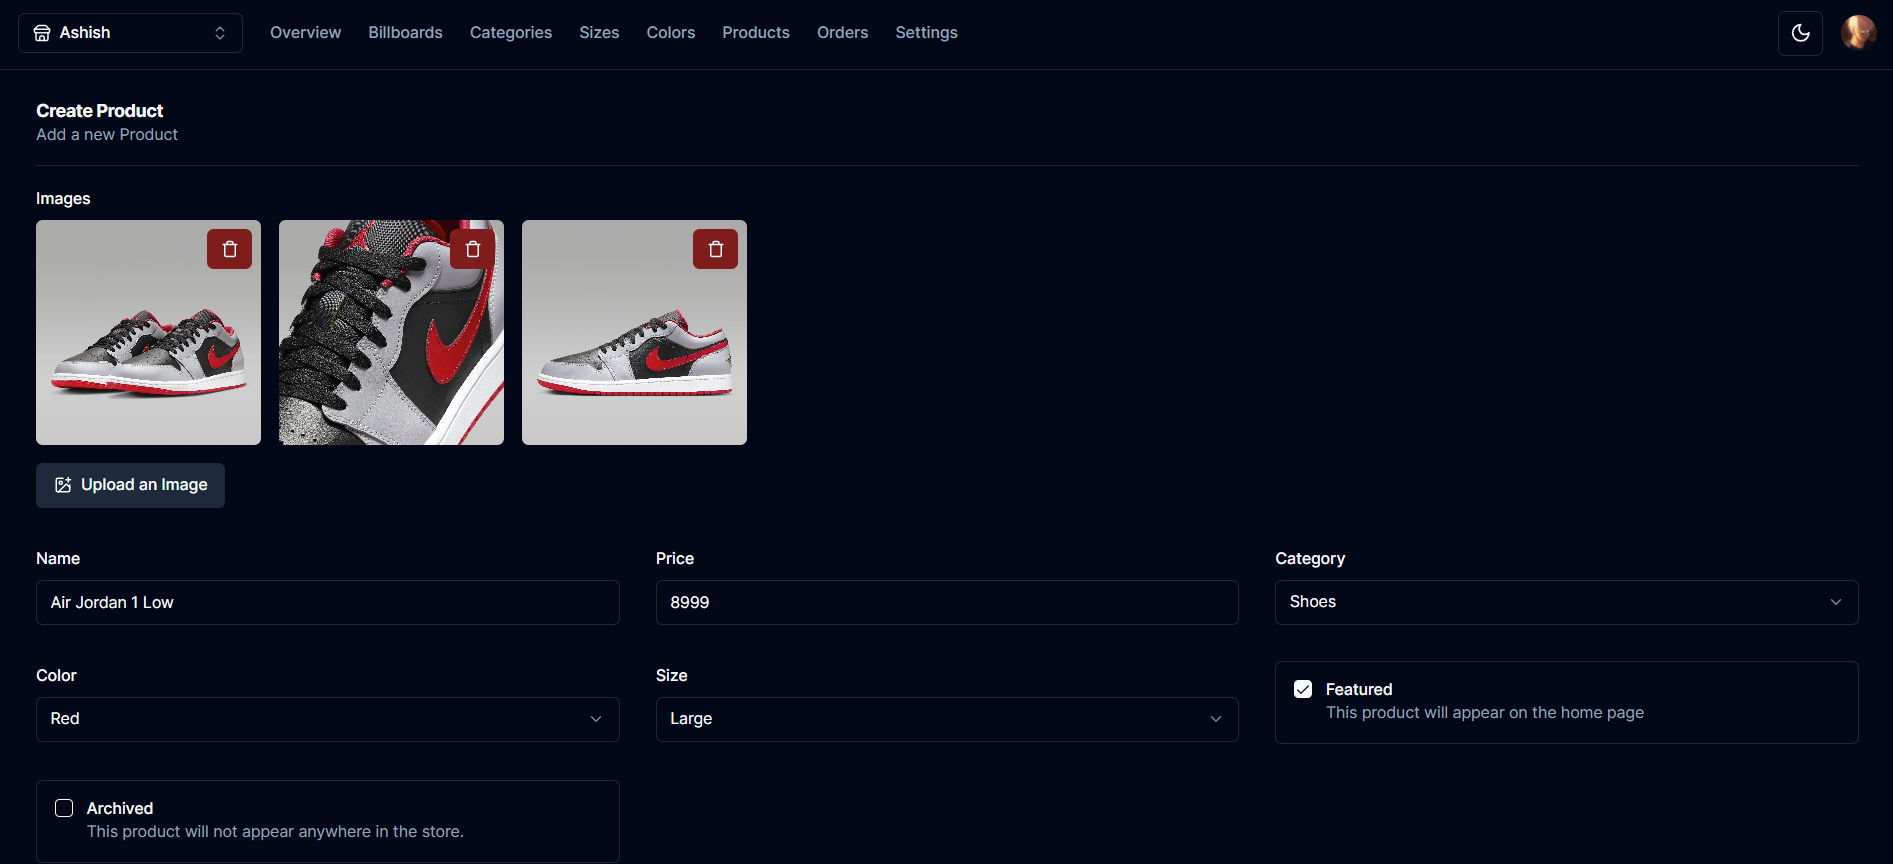 Ashish
Overview Billboards Categories Sizes Colors Products Orders Settings
Create Product
Add a new Product
Images
Upload an Image
Name
Price
Category
Air Jordan 1 Low
8999
Shoes
Color
Size
Red
Large
Featured
This product will appear on the home page
Archived
This product will not appear anywhere in the store.